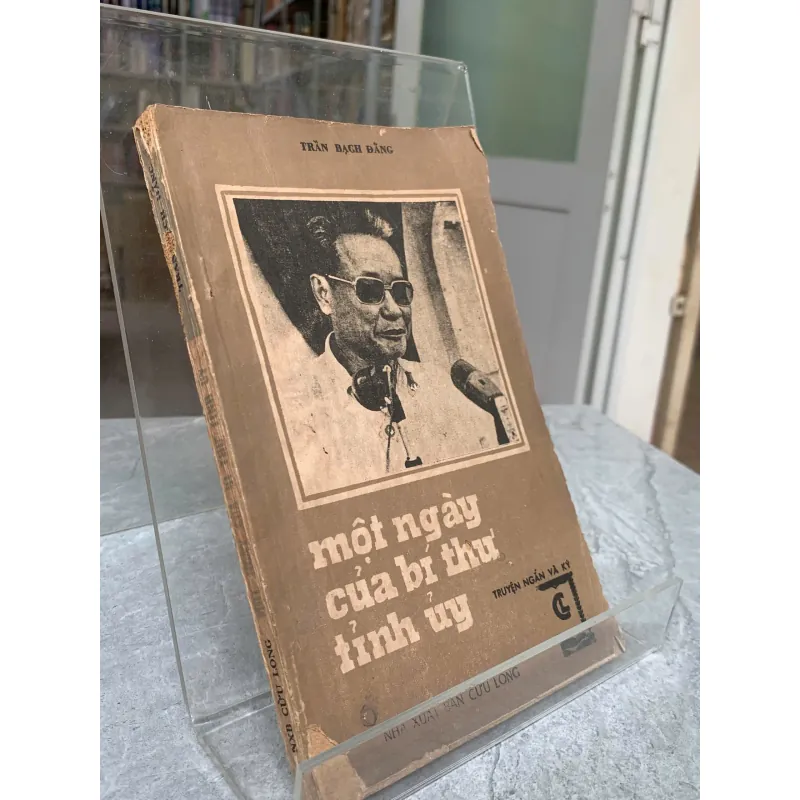 TRẦN BẠCH ĐẰNG
một ngày
của bí thư
tỉnh ủy
TRUYỆN NGẮN VÀ KÝ
CL
NHÀ XUẤT BẢN CỬU LONG
NXB CỬU LONG